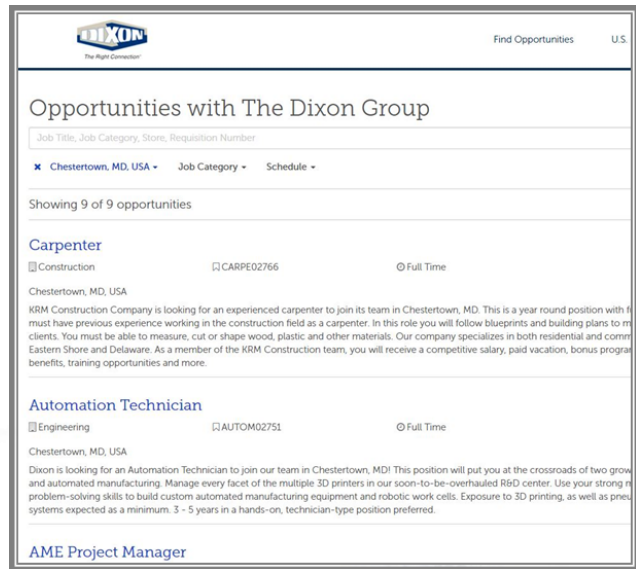 DIXON
The Right Connection
Find Opportunities U.S.
Opportunities with The Dixon Group
Job Title, Job Category, Store, Requisition Number
× Chestertown, MD, USA Job Category Schedule
Showing 9 of 9 opportunities
Carpenter
Construction CARPE02766 Full Time
Chestertown, MD, USA
KRM Construction Company is looking for an experienced carpenter to join its team in Chestertown, MD. This is a year round position with
must have previous experience working in the construction field as a carpenter. In this role you will follow blueprints and building plans to
clients. You must be able to measure, cut or shape wood, plastic and other materials. Our company specializes in both residential and
Eastern Shore and Delaware. As a member of the KRM Construction team, you will receive a competitive salary, paid vacation, bonus
benefits, training opportunities and more.
Automation Technician
Engineering AUTOM02751 Full Time
Chestertown, MD, USA
Dixon is looking for an Automation Technician to join our team in Chestertown, MD! This position will put you at the crossroads of two
and automated manufacturing. Manage every facet of the multiple 3D printers in our soon-to-be-overhauled R&D center. Use your strong
problem-solving skills to build custom automated manufacturing equipment and robotic work cells. Exposure to 3D printing, as well as
systems expected as a minimum. 3 - 5 years in a hands-on, technician-type position preferred.
AME Project Manager